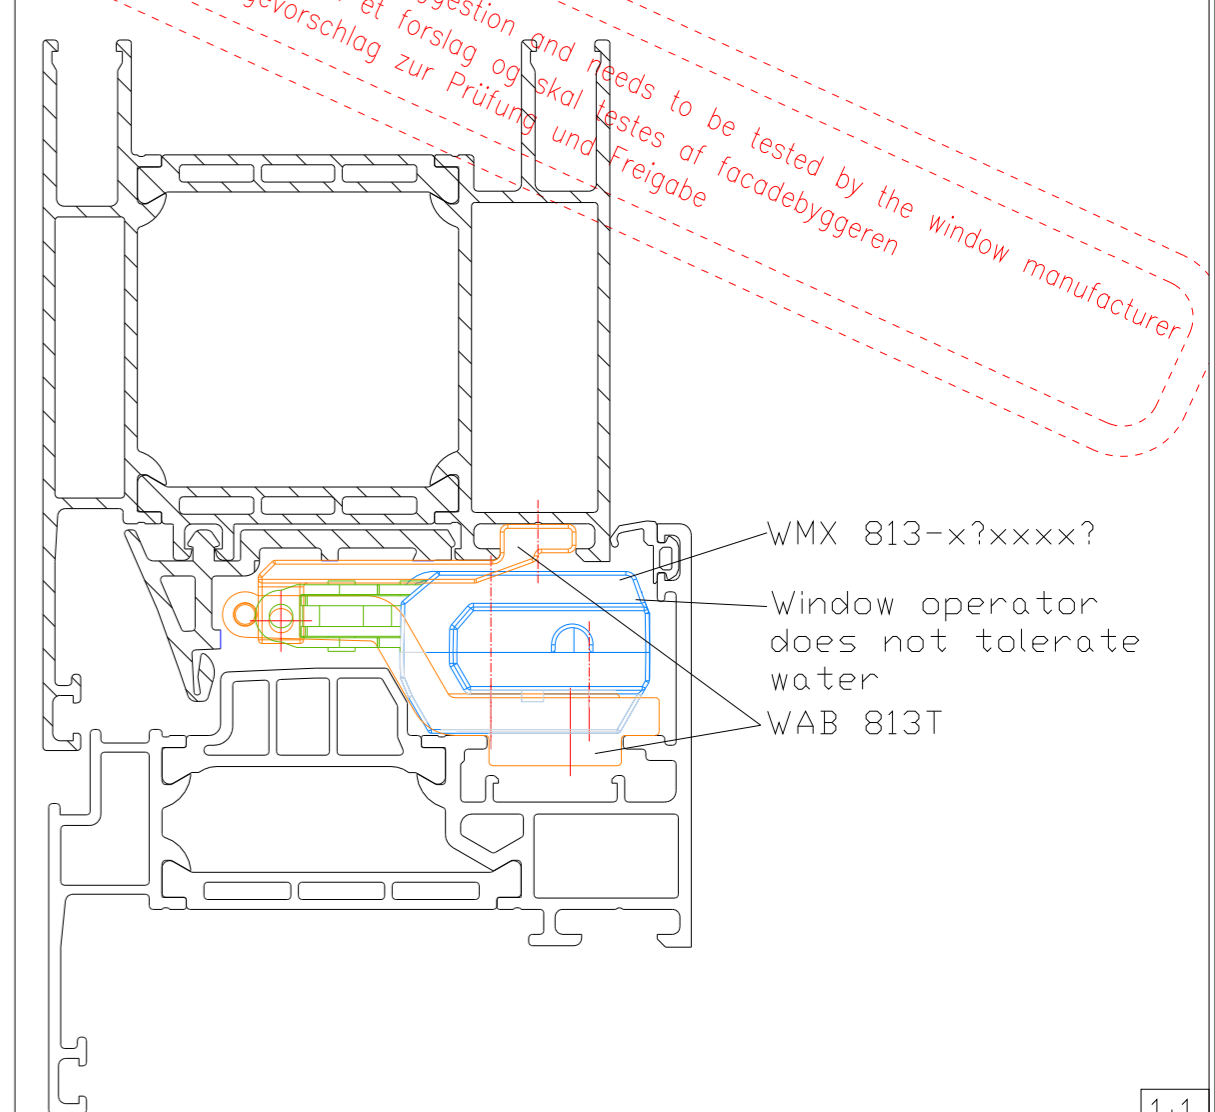 gestion and needs to be tested by the window manufacturer
et forslag og skal testes af facadebyggeren
gevorschlag zur Prüfung und Freigabe
WMX 813-x?xxxx?
Window operator
does not tolerate
water
WAB 813T